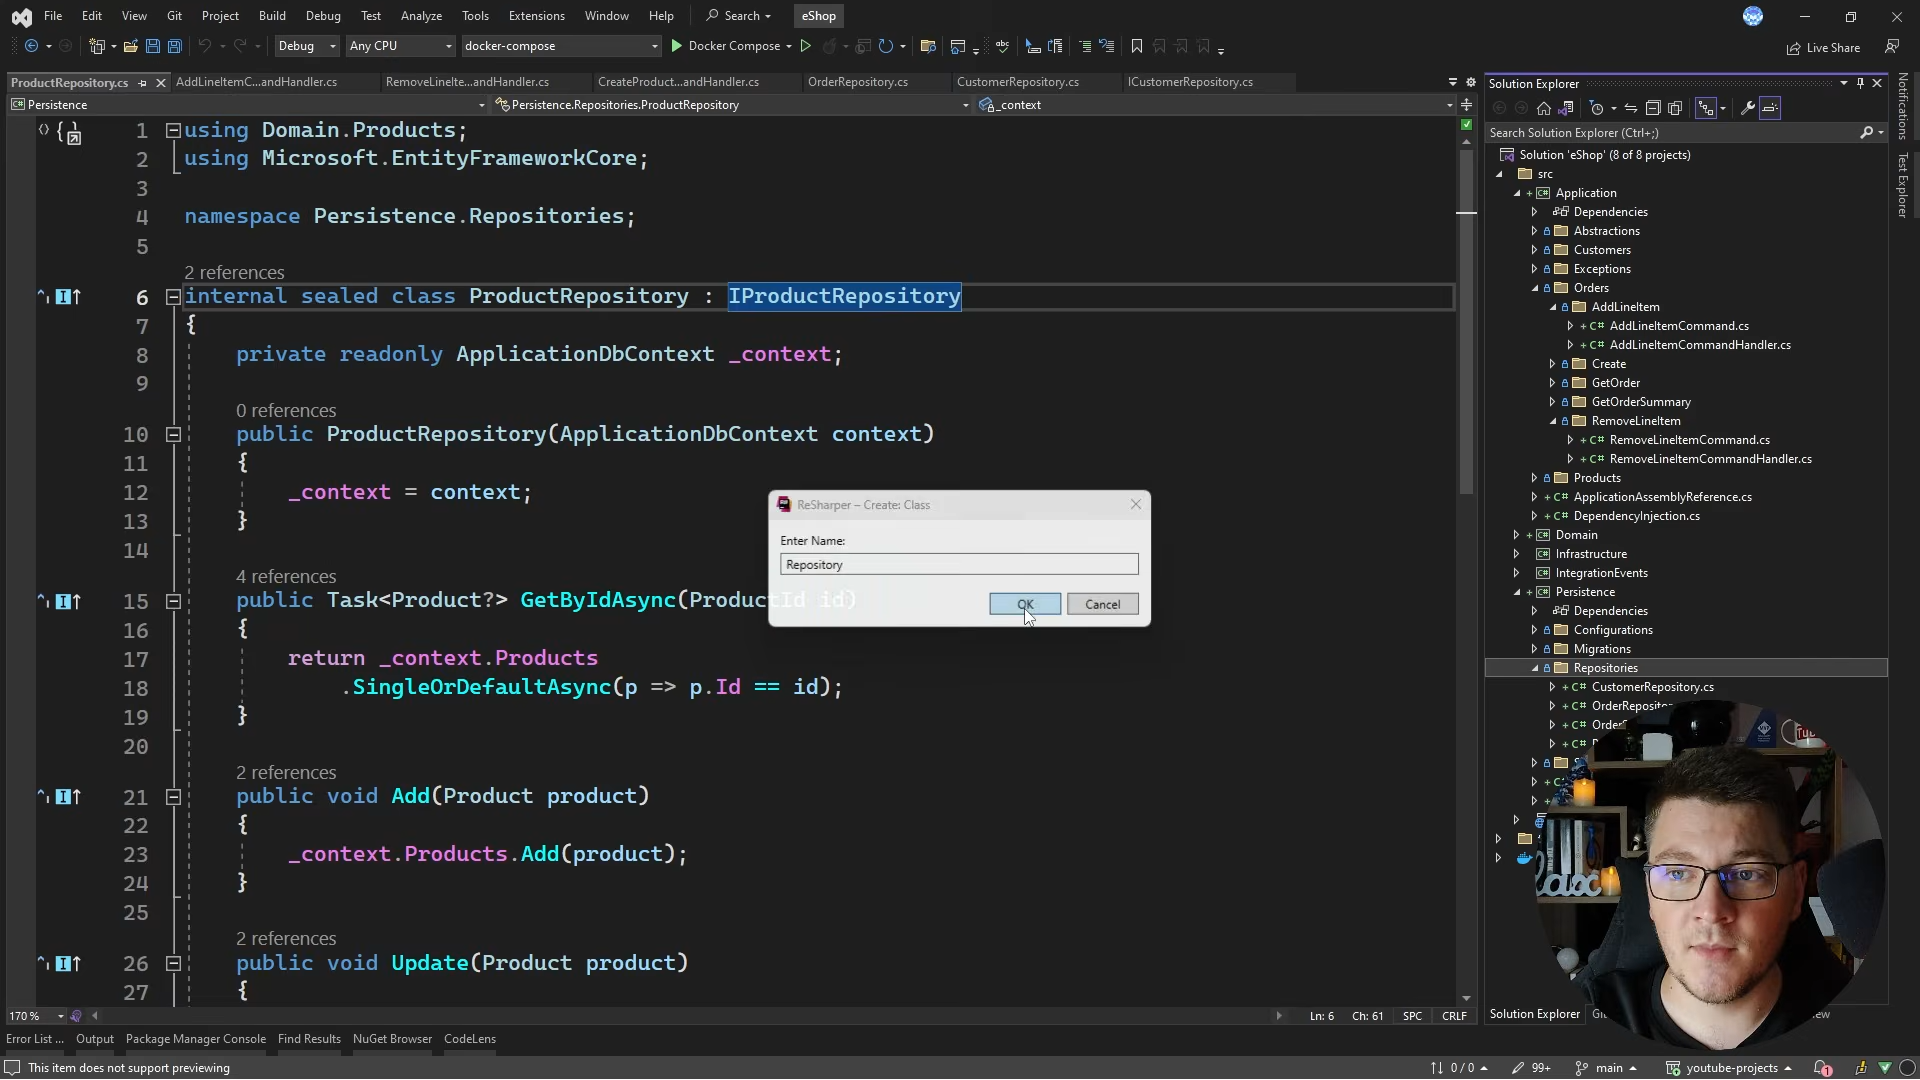 File Edit View Git Project Build Debug Test Analyze Tools Extensions Window Help Search eShop
Debug Any CPU docker-compose Docker Compose Live Share
ProductRepository.cs AddLineItemC...andHandler.cs RemoveLineIte...andHandler.cs CreateProduct...andHandler.cs OrderRepository.cs CustomerRepository.cs ICustomerRepository.cs
Persistence Persistence.Repositories.ProductRepository _context
1 using Domain.Products;
2 using Microsoft.EntityFrameworkCore;
3
4 namespace Persistence.Repositories;
5
2 references
6 internal sealed class ProductRepository : IProductRepository
7 {
8 private readonly ApplicationDbContext _context;
9
0 references
10 public ProductRepository(ApplicationDbContext context)
11 {
12 _context = context;
13 }
14
4 references
15 public Task<Product?> GetByIdAsync(ProductId id)
16 {
17 return _context.Products
18 .SingleOrDefaultAsync(p => p.Id == id);
19 }
20
2 references
21 public void Add(Product product)
22 {
23 _context.Products.Add(product);
24 }
25
2 references
26 public void Update(Product product)
27 {
ReSharper – Create: Class
Enter Name:
Repository
OK Cancel
170 %
Ln: 6 Ch: 61 SPC CRLF
Error List ... Output Package Manager Console Find Results NuGet Browser CodeLens
This item does not support previewing
0 / 0 99+ main youtube-projects 1
Solution Explorer
Search Solution Explorer (Ctrl+;)
Solution 'eShop' (8 of 8 projects)
src
Application
Dependencies
Abstractions
Customers
Exceptions
Orders
AddLineItem
AddLineItemCommand.cs
AddLineItemCommandHandler.cs
Create
GetOrder
GetOrderSummary
RemoveLineItem
RemoveLineItemCommand.cs
RemoveLineItemCommandHandler.cs
Products
ApplicationAssemblyReference.cs
DependencyInjection.cs
Domain
Infrastructure
IntegrationEvents
Persistence
Dependencies
Configurations
Migrations
Repositories
CustomerRepository.cs
Solution Explorer
Notifications
Test Explorer